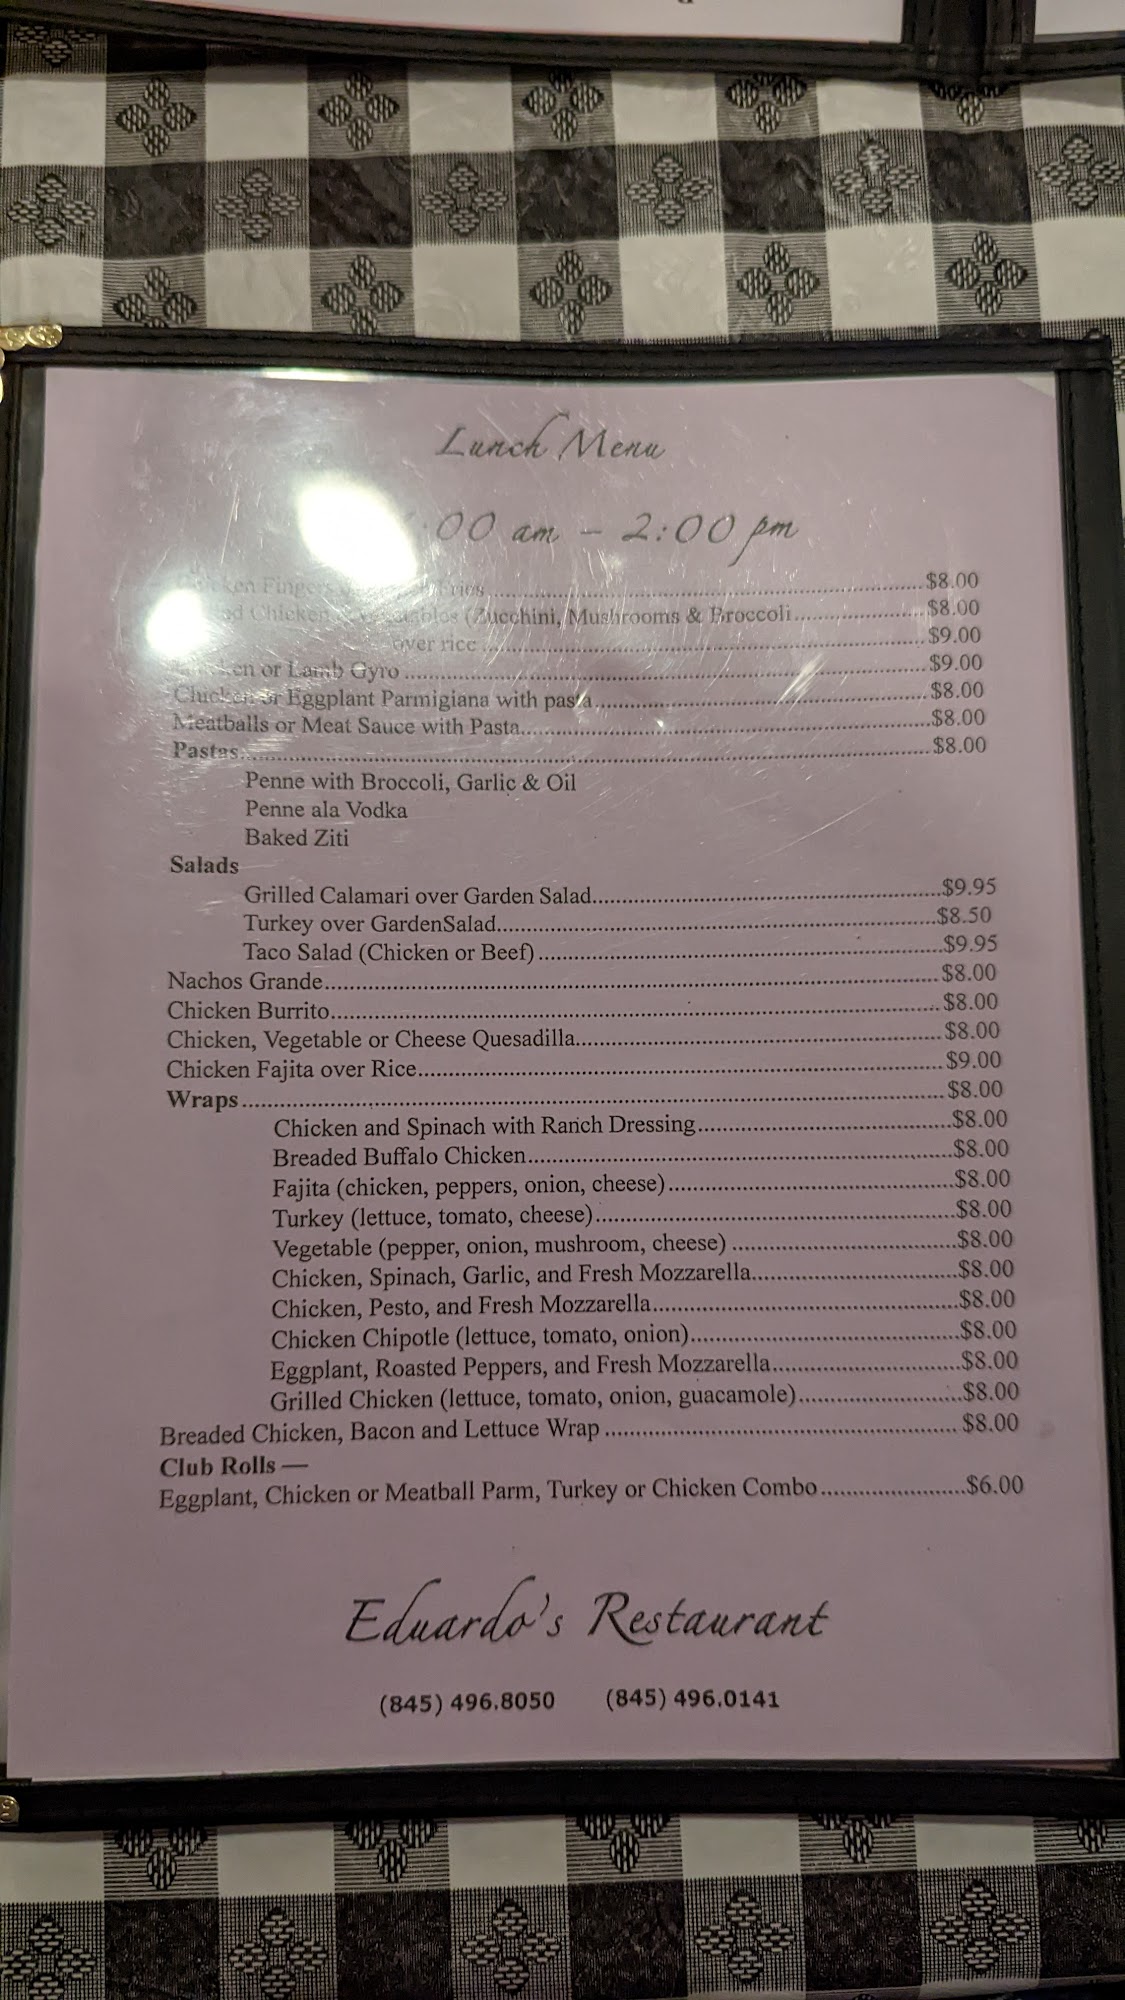 Lunch Menu
:00 am – 2:00 pm
Chicken Fingers Fries..........$8.00
Chicken & Vegetables (Zucchini, Mushrooms & Broccoli..........$8.00
over rice..........$9.00
or Lamb Gyro..........$9.00
Chicken or Eggplant Parmigiana with pasta..........$8.00
Meatballs or Meat Sauce with Pasta..........$8.00
Pastas..........$8.00
Penne with Broccoli, Garlic & Oil
Penne ala Vodka
Baked Ziti
Salads
Grilled Calamari over Garden Salad..........$9.95
Turkey over GardenSalad..........$8.50
Taco Salad (Chicken or Beef)..........$9.95
Nachos Grande..........$8.00
Chicken Burrito..........$8.00
Chicken, Vegetable or Cheese Quesadilla..........$8.00
Chicken Fajita over Rice..........$9.00
Wraps..........$8.00
Chicken and Spinach with Ranch Dressing..........$8.00
Breaded Buffalo Chicken..........$8.00
Fajita (chicken, peppers, onion, cheese)..........$8.00
Turkey (lettuce, tomato, cheese)..........$8.00
Vegetable (pepper, onion, mushroom, cheese)..........$8.00
Chicken, Spinach, Garlic, and Fresh Mozzarella..........$8.00
Chicken, Pesto, and Fresh Mozzarella..........$8.00
Chicken Chipotle (lettuce, tomato, onion)..........$8.00
Eggplant, Roasted Peppers, and Fresh Mozzarella..........$8.00
Grilled Chicken (lettuce, tomato, onion, guacamole)..........$8.00
Breaded Chicken, Bacon and Lettuce Wrap..........$8.00
Club Rolls —
Eggplant, Chicken or Meatball Parm, Turkey or Chicken Combo..........$6.00
Eduardo's Restaurant
(845) 496.8050 (845) 496.0141